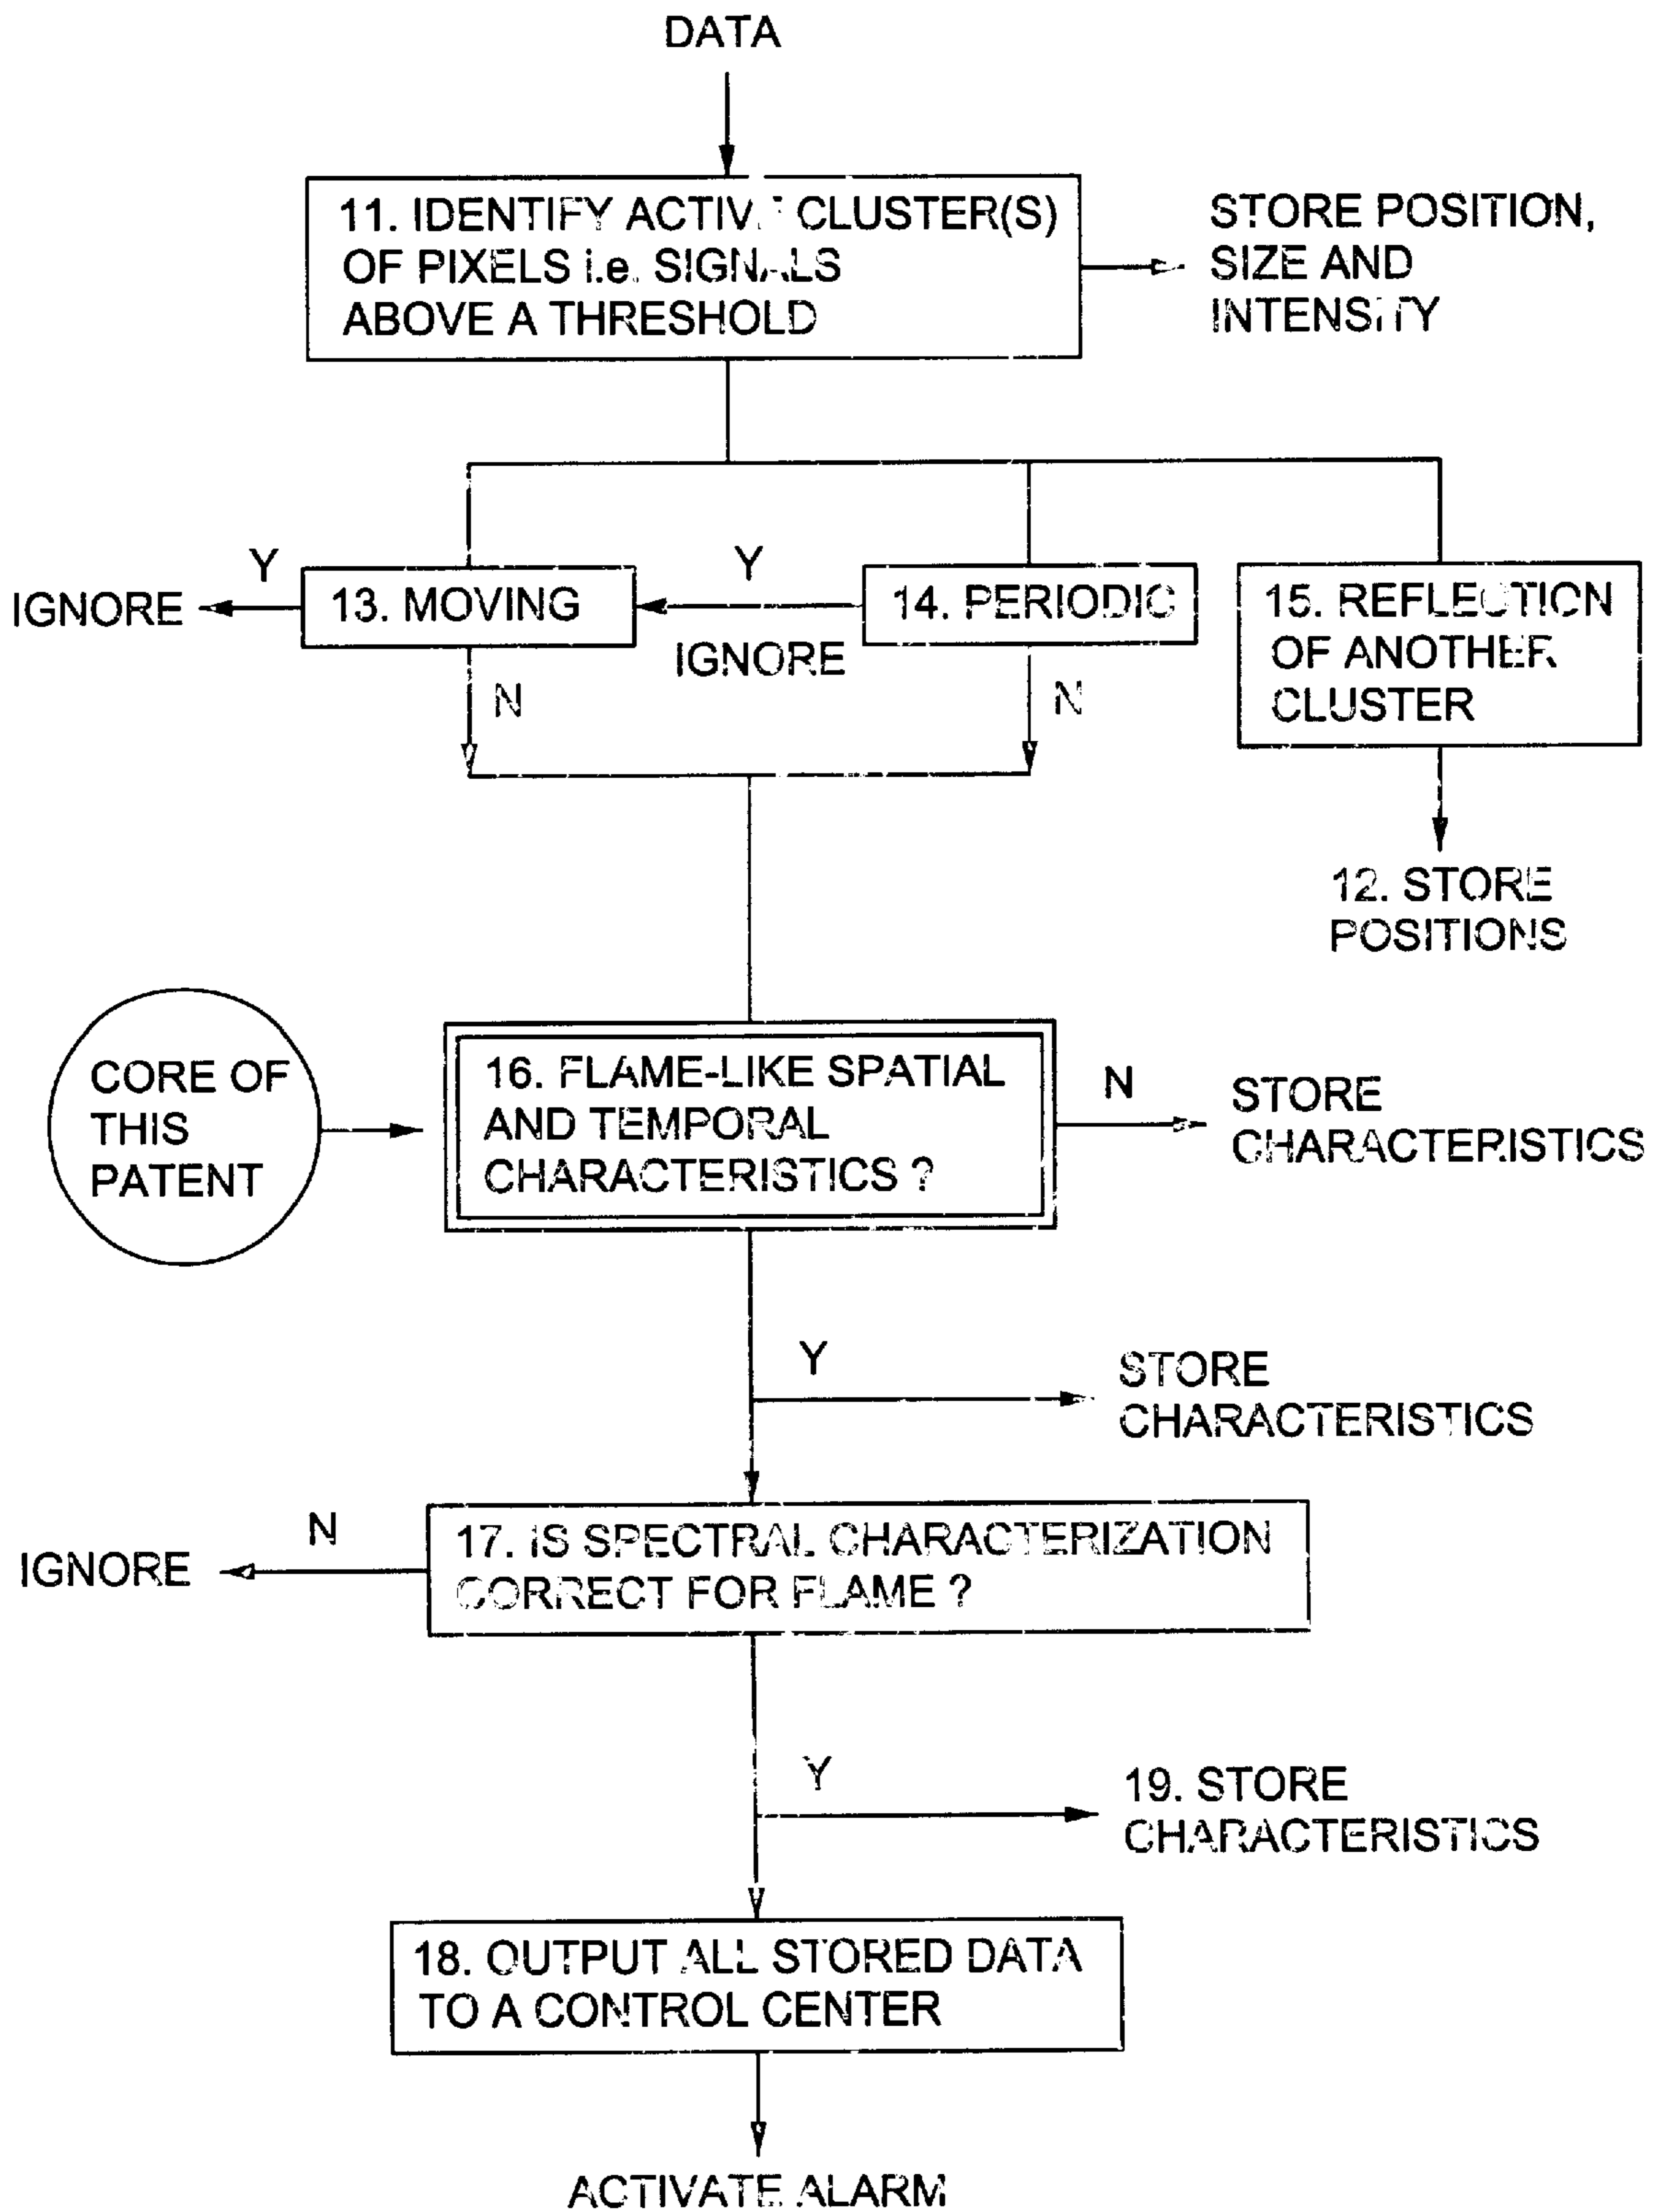 DATA
11. IDENTIFY ACTIVE CLUSTER(S)
OF PIXELS i.e. SIGNALS
ABOVE A THRESHOLD
STORE POSITION,
SIZE AND
INTENSITY
Y
IGNORE
13. MOVING
Y
IGNORE
14. PERIODIC
15. REFLECTION
OF ANOTHER
CLUSTER
N
N
12. STORE
POSITIONS
CORE OF
THIS
PATENT
16. FLAME-LIKE SPATIAL
AND TEMPORAL
CHARACTERISTICS ?
N
STORE
CHARACTERISTICS
Y
STORE
CHARACTERISTICS
N
IGNORE
17. IS SPECTRAL CHARACTERIZATION
CORRECT FOR FLAME ?
Y
19. STORE
CHARACTERISTICS
18. OUTPUT ALL STORED DATA
TO A CONTROL CENTER
ACTIVATE ALARM